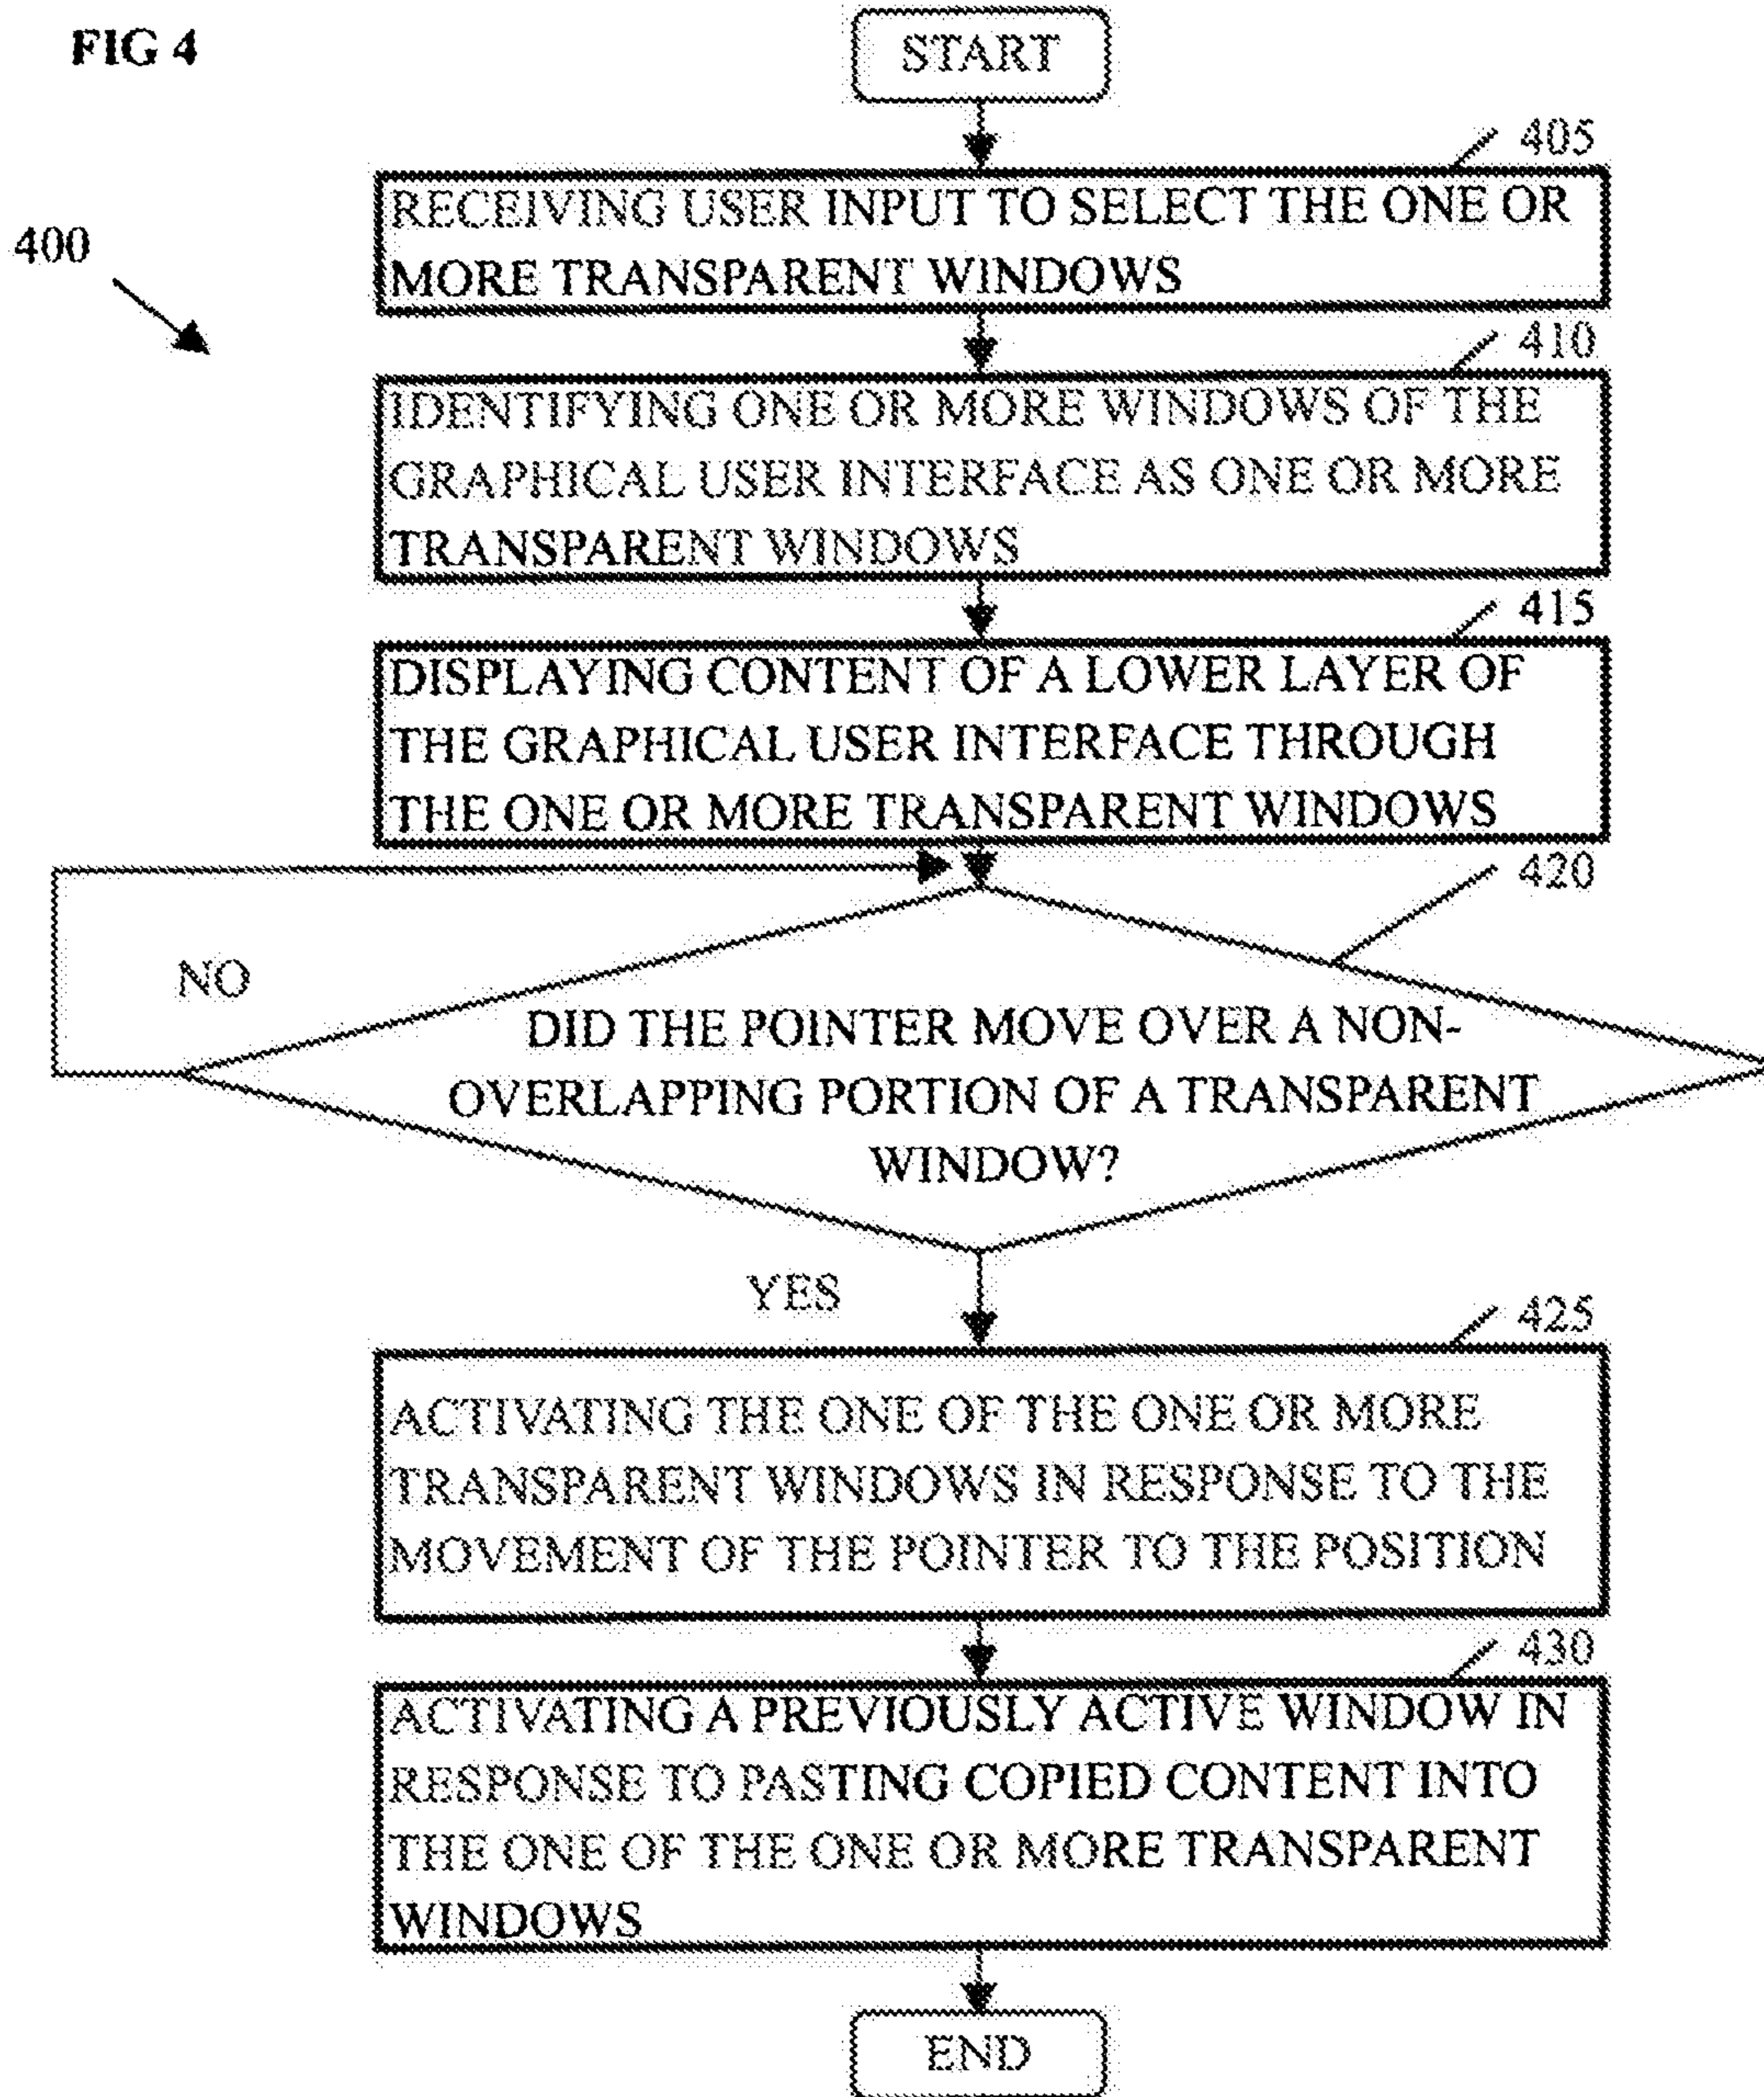 FIG 4
START
405
RECEIVING USER INPUT TO SELECT THE ONE OR
MORE TRANSPARENT WINDOWS
400
410
IDENTIFYING ONE OR MORE WINDOWS OF THE
GRAPHICAL USER INTERFACE AS ONE OR MORE
TRANSPARENT WINDOWS
415
DISPLAYING CONTENT OF A LOWER LAYER OF
THE GRAPHICAL USER INTERFACE THROUGH
THE ONE OR MORE TRANSPARENT WINDOWS
420
NO
DID THE POINTER MOVE OVER A NON-
OVERLAPPING PORTION OF A TRANSPARENT
WINDOW?
YES
425
ACTIVATING THE ONE OF THE ONE OR MORE
TRANSPARENT WINDOWS IN RESPONSE TO THE
MOVEMENT OF THE POINTER TO THE POSITION
430
ACTIVATING A PREVIOUSLY ACTIVE WINDOW IN
RESPONSE TO PASTING COPIED CONTENT INTO
THE ONE OF THE ONE OR MORE TRANSPARENT
WINDOWS
END